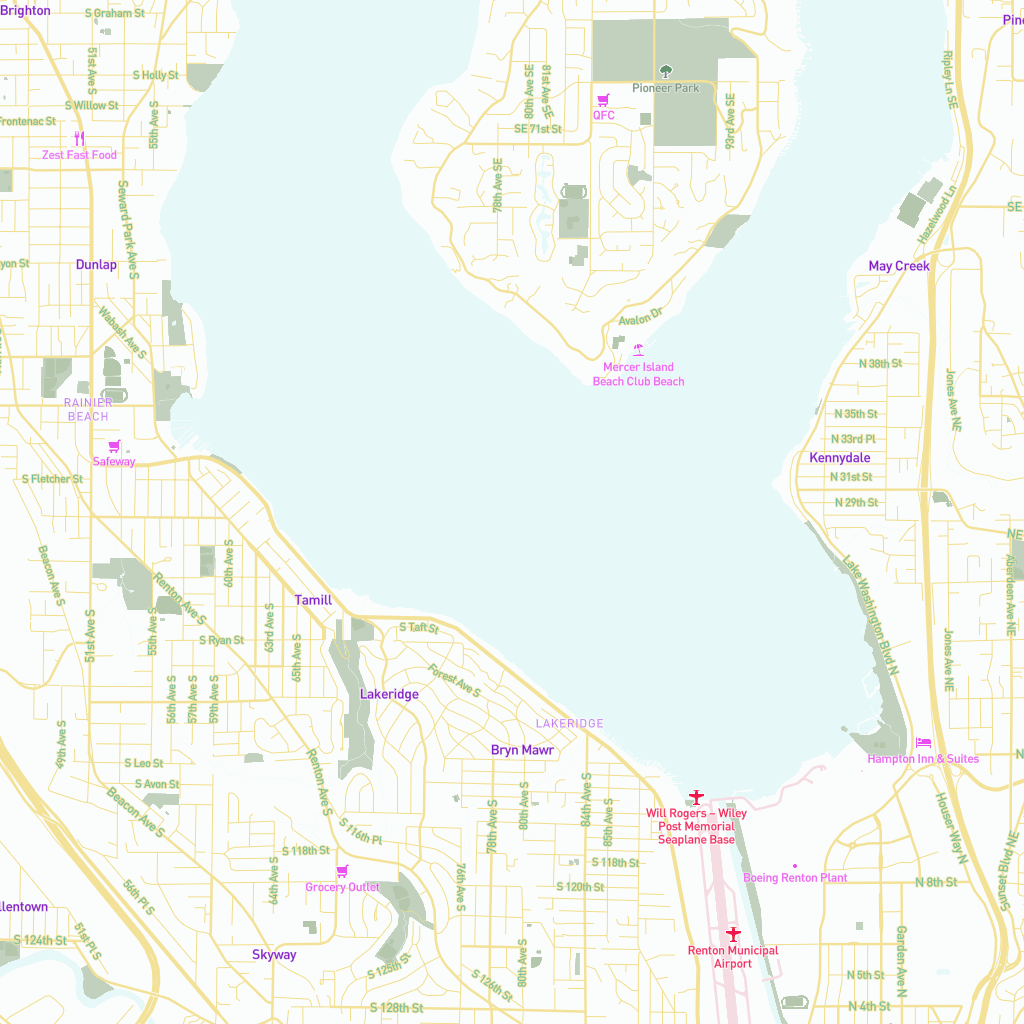 Brighton
S Graham St
Pine
51st Ave S
S Holly St
80th Ave SE
81st Ave SE
Pioneer Park
Ripley Ln SE
S Willow St
55th Ave S
QFC
93rd Ave SE
Frontenac St
SE 71st St
Zest Fast Food
78th Ave SE
Seward Park Ave S
Hazelwood Ln
SE
Dunlap
yon St
May Creek
Wabash Ave S
Avalon Dr
Mercer Island
Beach Club Beach
N 38th St
Jones Ave NE
RAINIER
BEACH
N 35th St
N 33rd Pl
Safeway
Kennydale
S Fletcher St
N 31st St
N 29th St
NE
Beacon Ave S
60th Ave S
Renton Ave S
Lake Washington Blvd N
Aberdeen Ave NE
Tamill
51st Ave S
55th Ave S
63rd Ave S
S Ryan St
65th Ave S
S Taft St
Jones Ave NE
Forest Ave S
56th Ave S
57th Ave S
59th Ave S
Lakeridge
LAKERIDGE
49th Ave S
Bryn Mawr
Hampton Inn & Suites
N
S Leo St
S Avon St
Renton Ave S
Beacon Ave S
78th Ave S
80th Ave S
84th Ave S
85th Ave S
Will Rogers – Wiley
Post Memorial
Seaplane Base
Houser Way N
Sunset Blvd NE
S 116th Pl
S 118th St
S 118th St
Grocery Outlet
64th Ave S
76th Ave S
S 120th St
Boeing Renton Plant
N 8th St
56th Pl S
llentown
51st Pl S
S 124th St
Skyway
S 125th St
80th Ave S
Renton Municipal
Airport
Garden Ave N
N 5th St
S 126th St
S 128th St
N 4th St